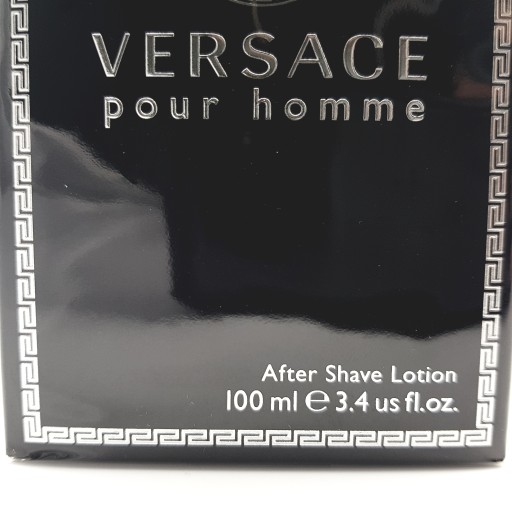 VERSACE
pour homme
After Shave Lotion
100 ml ℮ 3.4 us fl.oz.